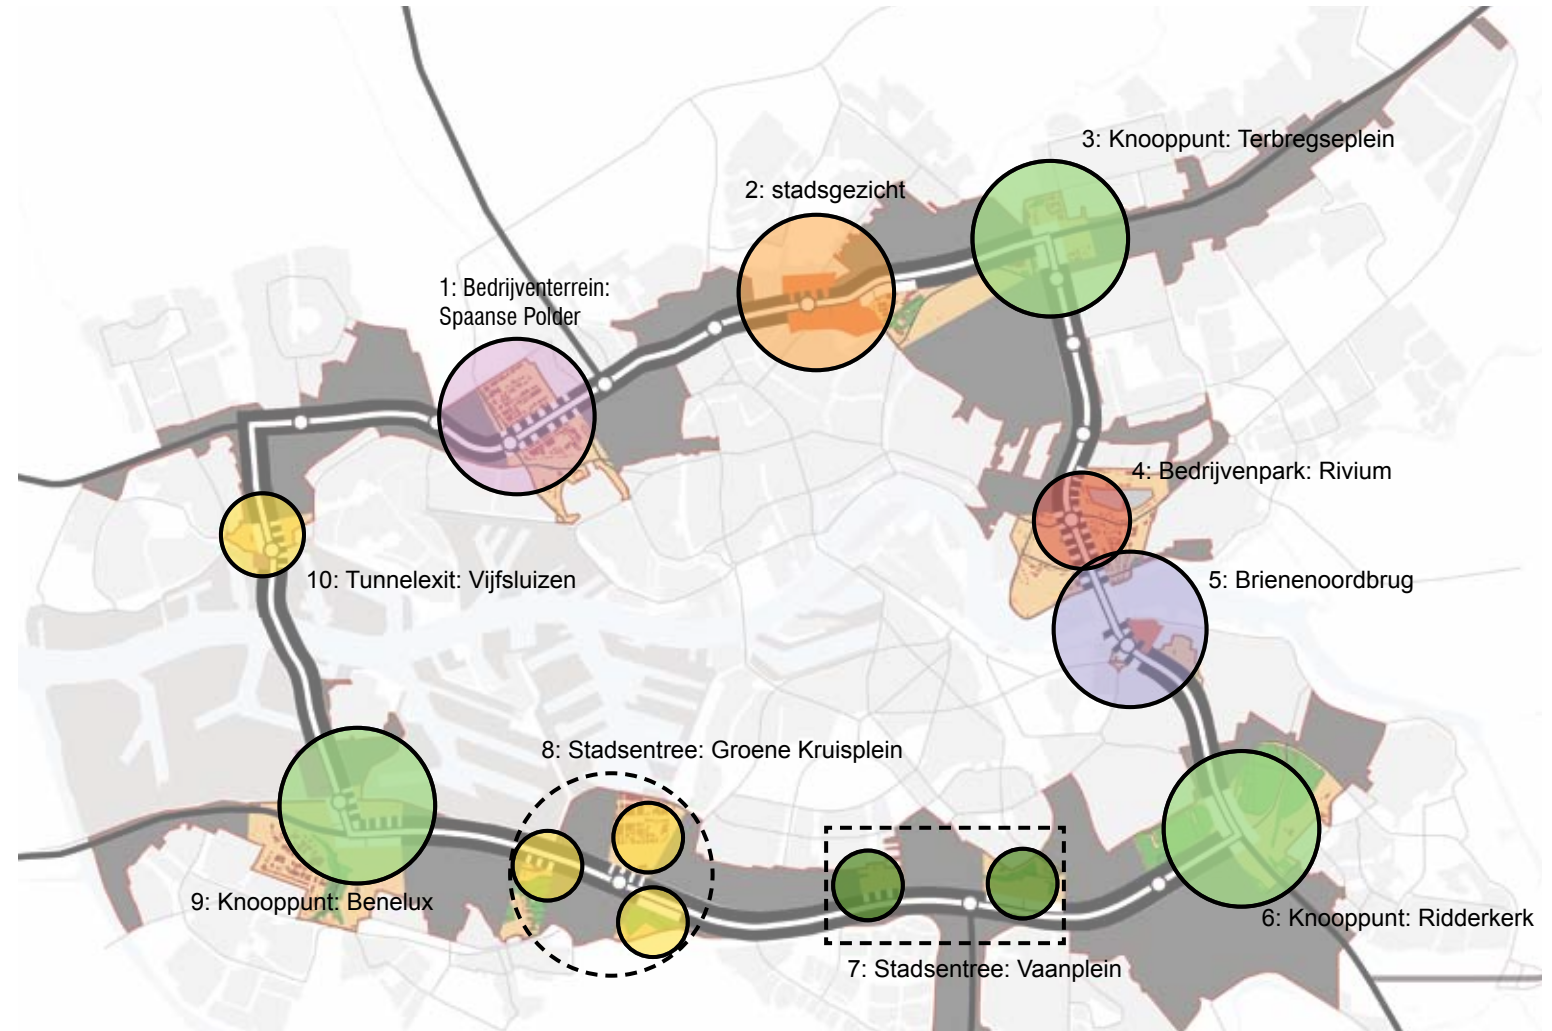 3: Knooppunt: Terbregseplein
2: stadsgezicht
1: Bedrijventerrein:
Spaanse Polder
4: Bedrijvenpark: Rivium
10: Tunnelexit: Vijfsluizen
5: Brienenoordbrug
8: Stadsentree: Groene Kruisplein
9: Knooppunt: Benelux
6: Knooppunt: Ridderkerk
7: Stadsentree: Vaanplein